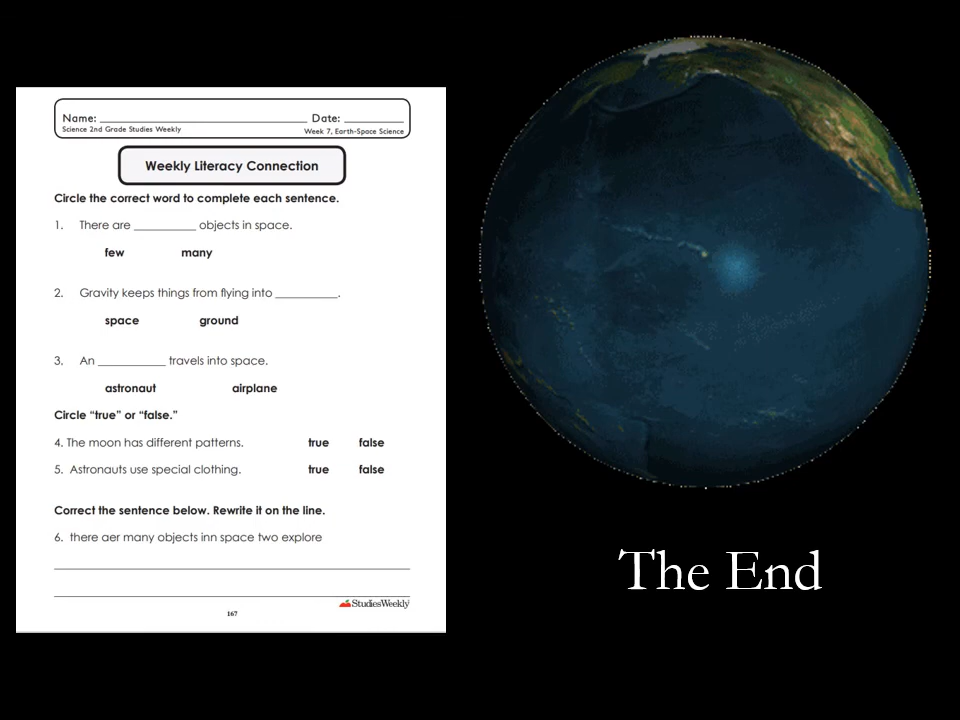 Name: ______________________________ Date: _________
Science 2nd Grade Studies Weekly Week 7, Earth-Space Science
Weekly Literacy Connection
Circle the correct word to complete each sentence.
1. There are __________ objects in space.
few many
2. Gravity keeps things from flying into __________.
space ground
3. An ___________ travels into space.
astronaut airplane
Circle “true” or “false.”
4. The moon has different patterns. true false
5. Astronauts use special clothing. true false
Correct the sentence below. Rewrite it on the line.
6. there aer many objects inn space two explore
StudiesWeekly
167
The End